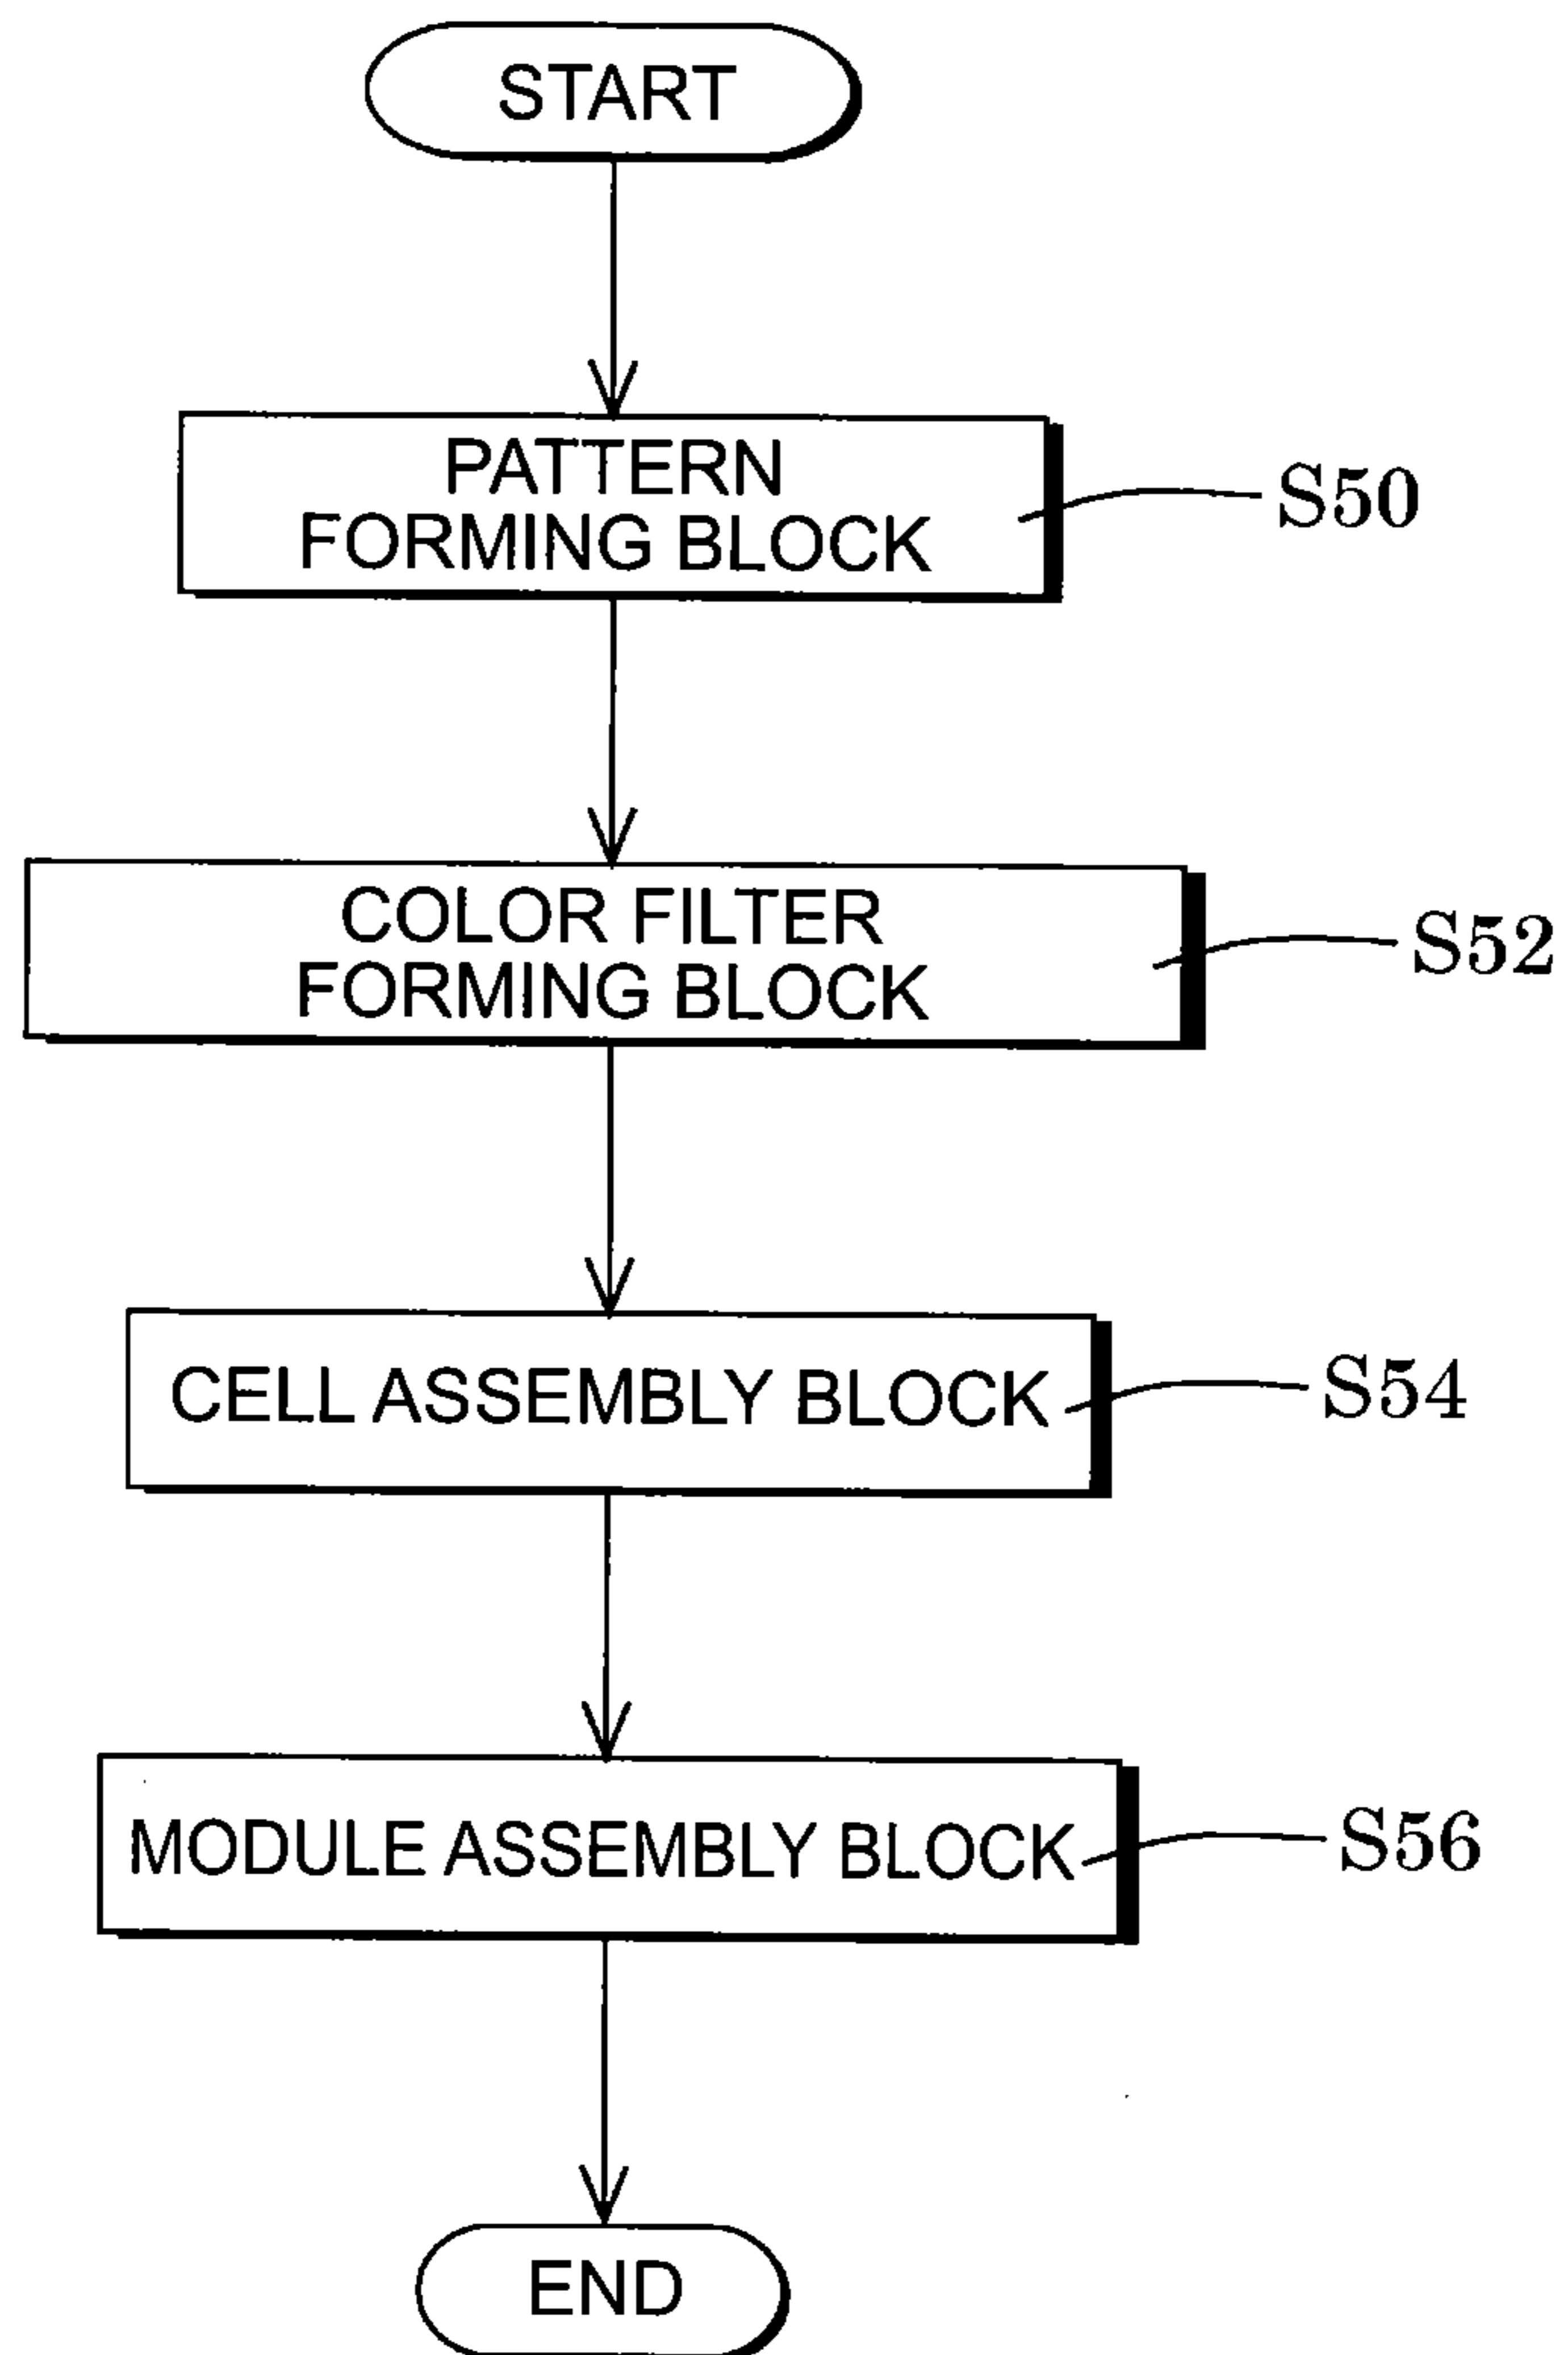 START
PATTERN
FORMING BLOCK
S50
COLOR FILTER
FORMING BLOCK
S52
CELL ASSEMBLY BLOCK
S54
MODULE ASSEMBLY BLOCK
S56
END